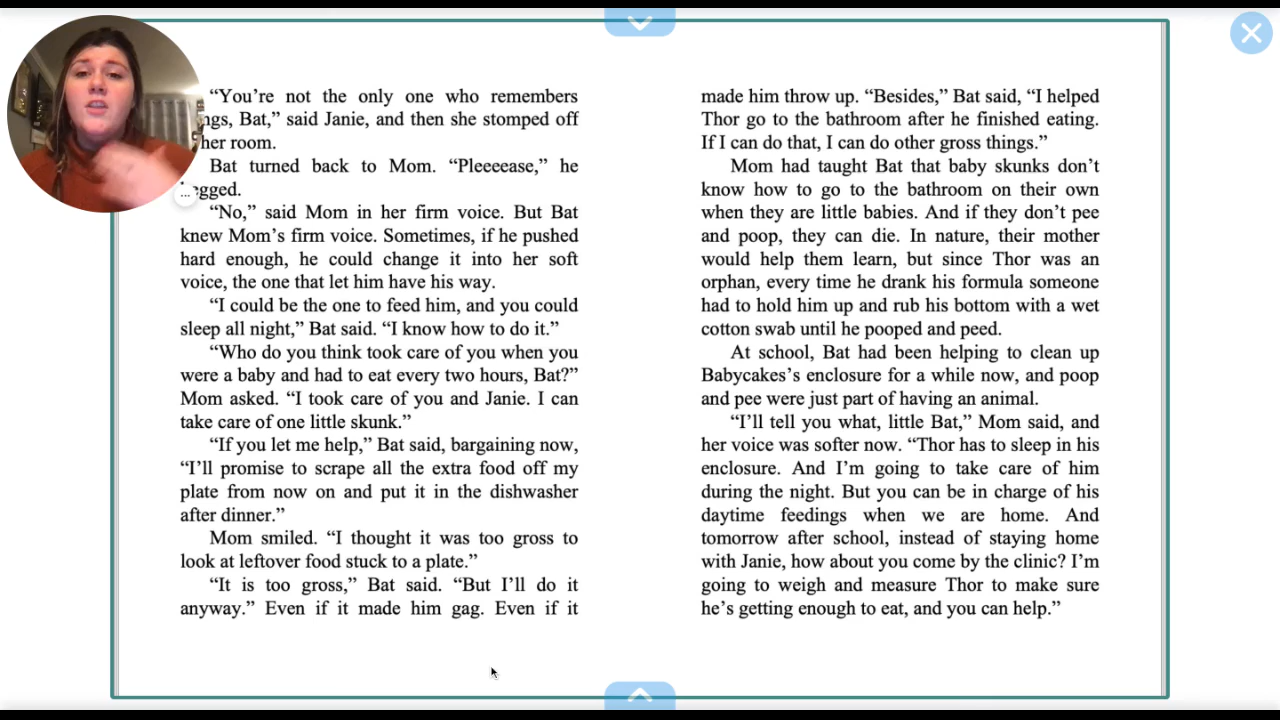 “You’re not the only one who remembers
ngs, Bat,” said Janie, and then she stomped off
her room.
Bat turned back to Mom. “Pleeeease,” he
gged.
“No,” said Mom in her firm voice. But Bat
knew Mom’s firm voice. Sometimes, if he pushed
hard enough, he could change it into her soft
voice, the one that let him have his way.
“I could be the one to feed him, and you could
sleep all night,” Bat said. “I know how to do it.”
“Who do you think took care of you when you
were a baby and had to eat every two hours, Bat?”
Mom asked. “I took care of you and Janie. I can
take care of one little skunk.”
“If you let me help,” Bat said, bargaining now,
“I’ll promise to scrape all the extra food off my
plate from now on and put it in the dishwasher
after dinner.”
Mom smiled. “I thought it was too gross to
look at leftover food stuck to a plate.”
“It is too gross,” Bat said. “But I’ll do it
anyway.” Even if it made him gag. Even if it
made him throw up. “Besides,” Bat said, “I helped
Thor go to the bathroom after he finished eating.
If I can do that, I can do other gross things.”
Mom had taught Bat that baby skunks don’t
know how to go to the bathroom on their own
when they are little babies. And if they don’t pee
and poop, they can die. In nature, their mother
would help them learn, but since Thor was an
orphan, every time he drank his formula someone
had to hold him up and rub his bottom with a wet
cotton swab until he pooped and peed.
At school, Bat had been helping to clean up
Babycakes’s enclosure for a while now, and poop
and pee were just part of having an animal.
“I’ll tell you what, little Bat,” Mom said, and
her voice was softer now. “Thor has to sleep in his
enclosure. And I’m going to take care of him
during the night. But you can be in charge of his
daytime feedings when we are home. And
tomorrow after school, instead of staying home
with Janie, how about you come by the clinic? I’m
going to weigh and measure Thor to make sure
he’s getting enough to eat, and you can help.”